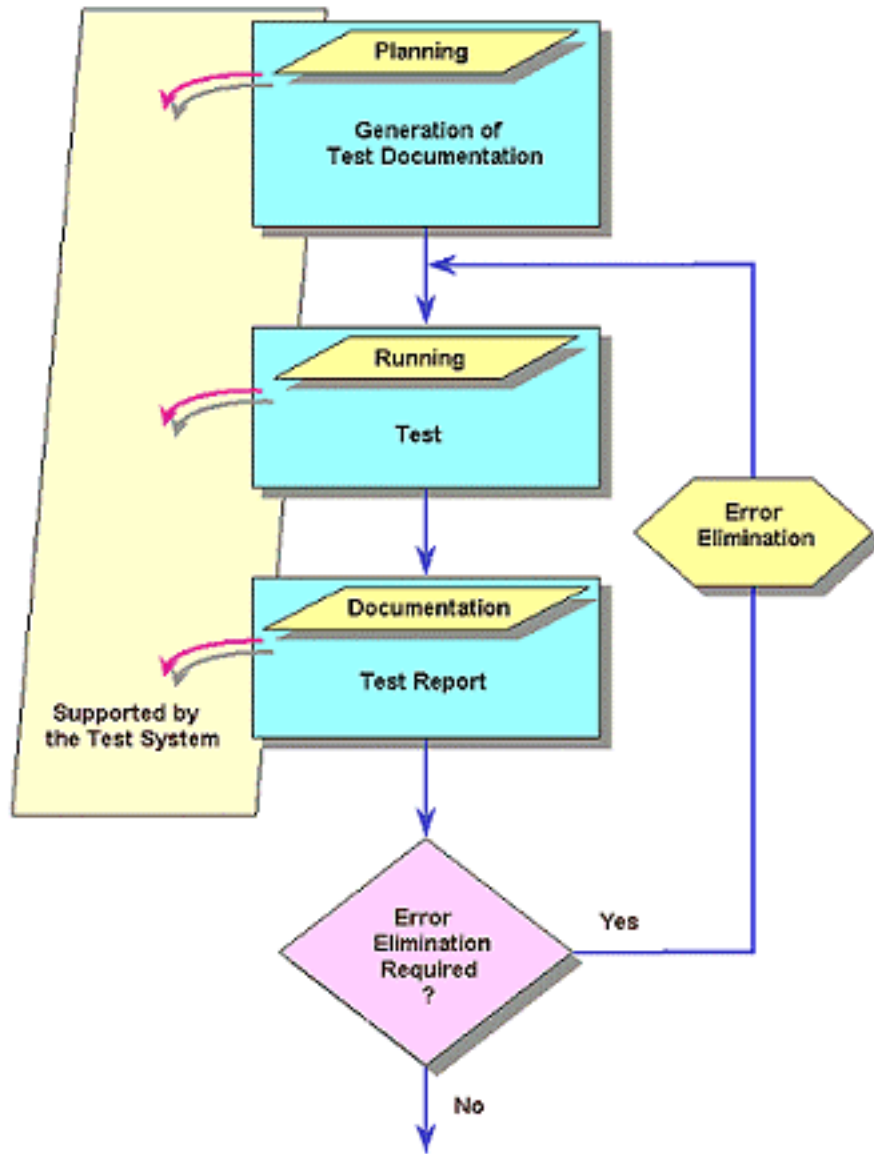 Planning
Generation of
Test Documentation
Running
Test
Error
Elimination
Documentation
Test Report
Supported by
the Test System
Error
Elimination
Required
?
Yes
No